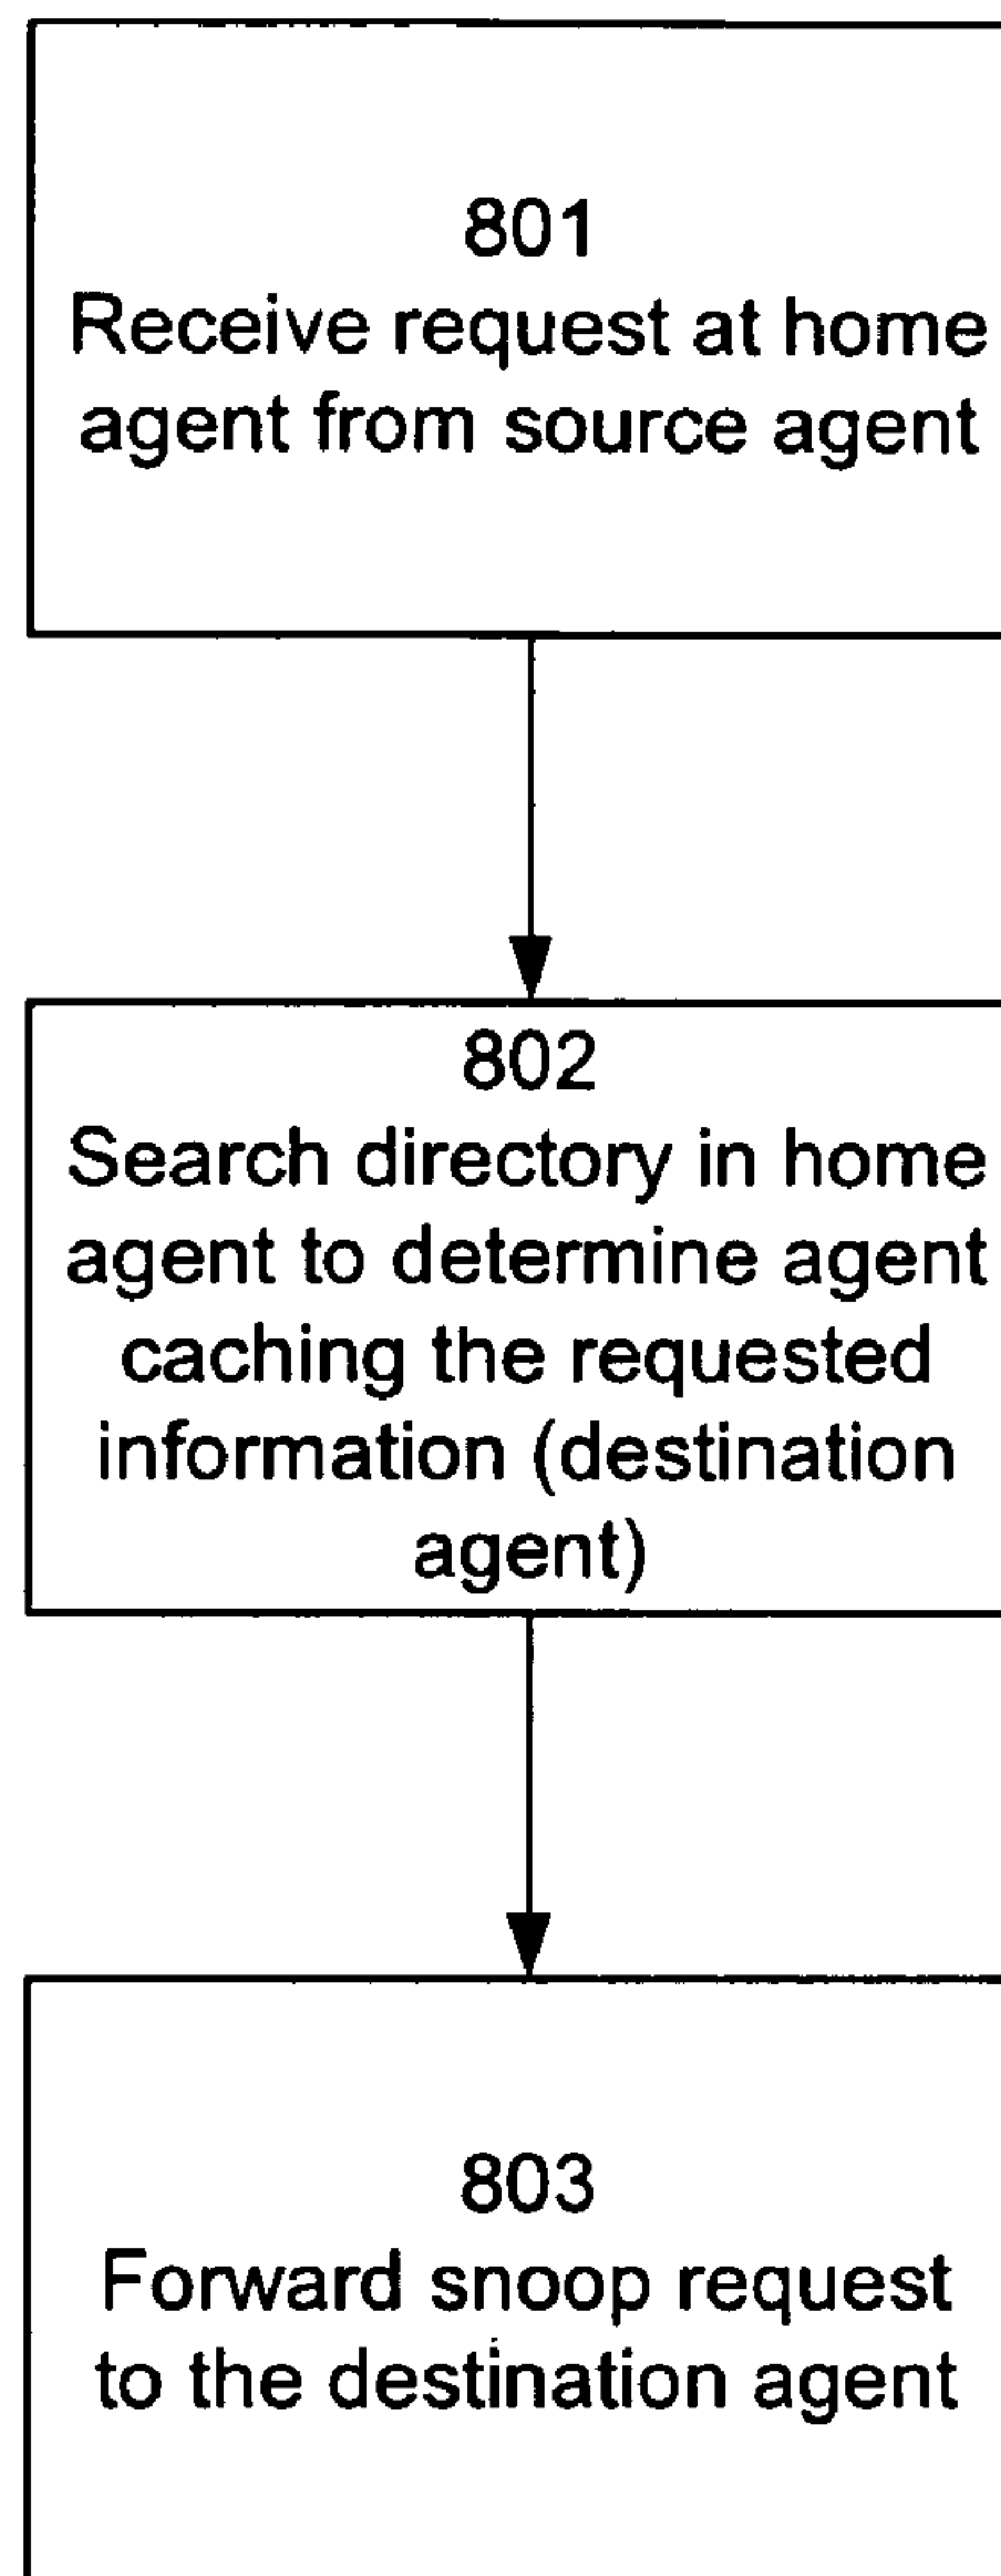 801
Receive request at home
agent from source agent
802
Search directory in home
agent to determine agent
caching the requested
information (destination
agent)
803
Forward snoop request
to the destination agent